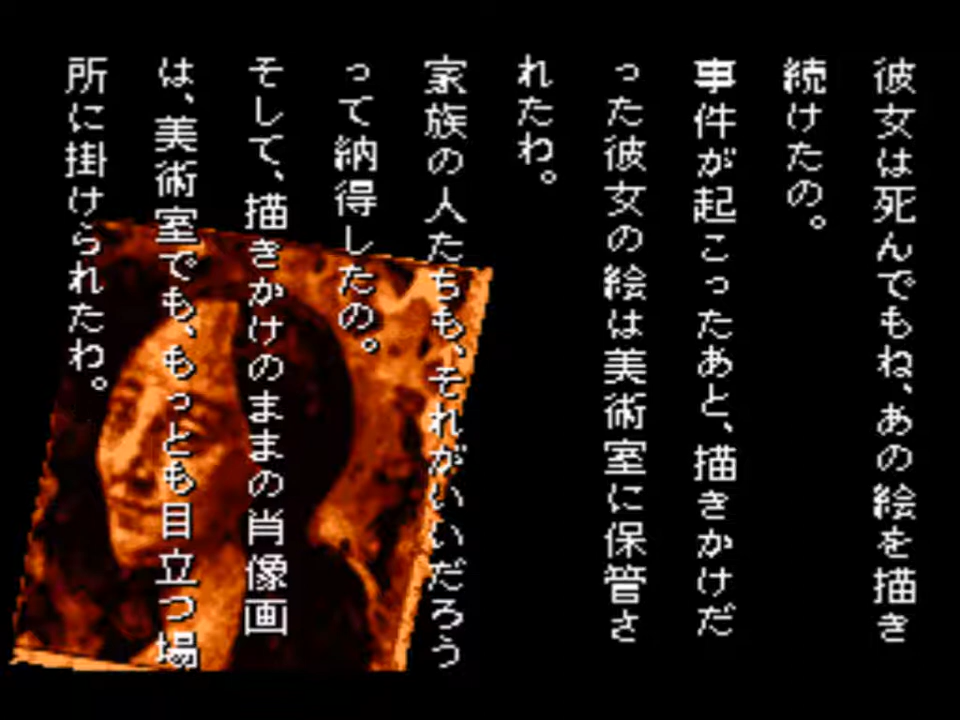 彼女は死んでもね、あの絵を描き
続けたの。
事件が起こったあと、描きかけだ
った彼女の絵は美術室に保管さ
れたわ。
家族の人たちも、それがいいだろう
って納得したの。
そして、描きかけのままの肖像画
は、美術室でも、もっとも目立つ場
所に掛けられたわ。